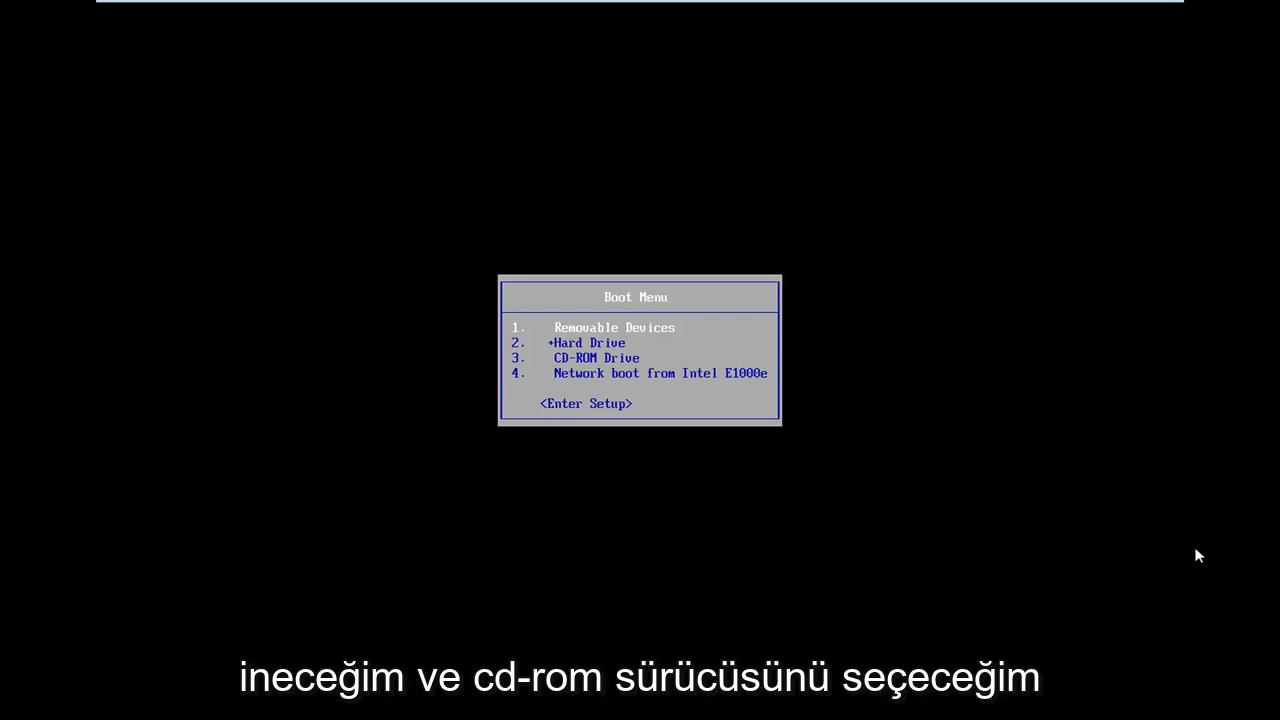 Boot Menu
1. Removable Devices
2. +Hard Drive
3. CD-ROM Drive
4. Network boot from Intel E1000e
<Enter Setup>
ineceğim ve cd-rom sürücüsünü seçeceğim